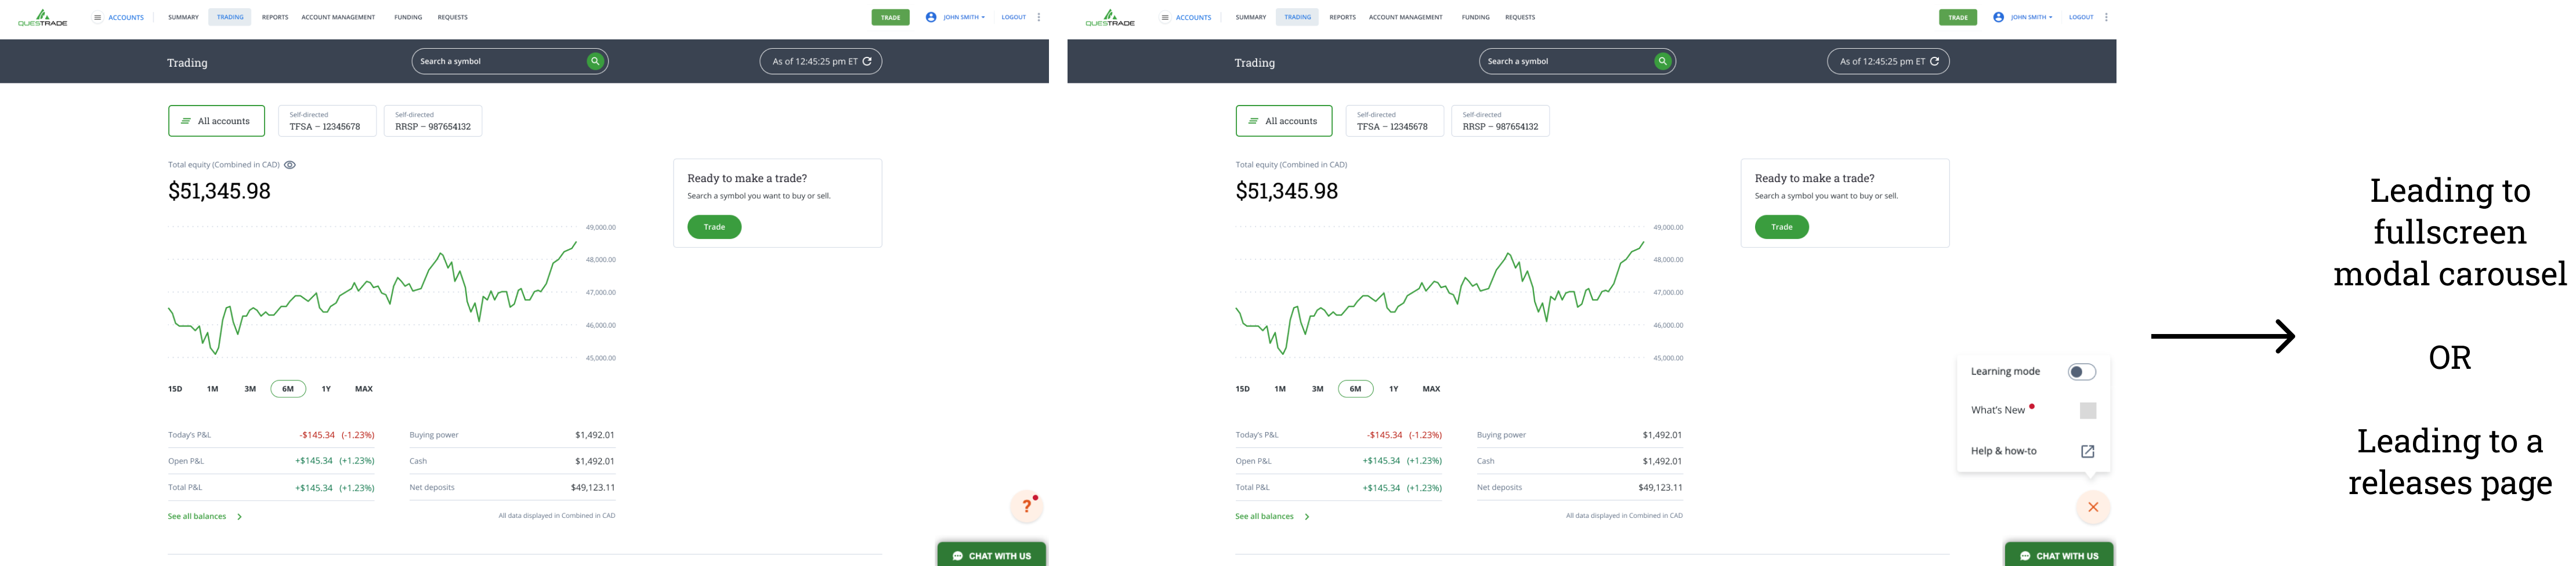 QUESTRADE
ACCOUNTS
SUMMARY TRADING REPORTS ACCOUNT MANAGEMENT FUNDING REQUESTS
TRADE
JOHN SMITH
LOGOUT
Trading
Search a symbol
As of 12:45:25 pm ET
All accounts
Self-directed
TFSA – 12345678
Self-directed
RRSP – 987654132
Total equity (Combined in CAD)
$51,345.98
Ready to make a trade?
Search a symbol you want to buy or sell.
Trade
49,000.00
48,000.00
47,000.00
46,000.00
45,000.00
15D 1M 3M 6M 1Y MAX
Today's P&L -$145.34 (-1.23%)
Open P&L +$145.34 (+1.23%)
Total P&L +$145.34 (+1.23%)
Buying power $1,492.01
Cash $1,492.01
Net deposits $49,123.11
See all balances
All data displayed in Combined in CAD
?
CHAT WITH US
QUESTRADE
ACCOUNTS
SUMMARY TRADING REPORTS ACCOUNT MANAGEMENT FUNDING REQUESTS
TRADE
JOHN SMITH
LOGOUT
Trading
Search a symbol
As of 12:45:25 pm ET
All accounts
Self-directed
TFSA – 12345678
Self-directed
RRSP – 987654132
Total equity (Combined in CAD)
$51,345.98
Ready to make a trade?
Search a symbol you want to buy or sell.
Trade
49,000.00
48,000.00
47,000.00
46,000.00
45,000.00
15D 1M 3M 6M 1Y MAX
Today's P&L -$145.34 (-1.23%)
Open P&L +$145.34 (+1.23%)
Total P&L +$145.34 (+1.23%)
Buying power $1,492.01
Cash $1,492.01
Net deposits $49,123.11
See all balances
All data displayed in Combined in CAD
Learning mode
What's New
Help & how-to
CHAT WITH US
Leading to
fullscreen
modal carousel
OR
Leading to a
releases page